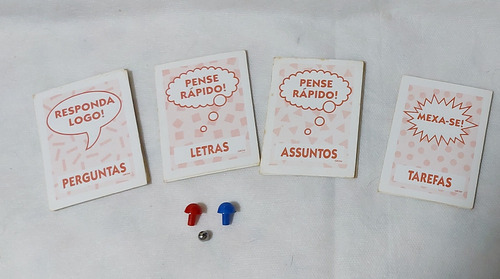 RESPONDA
LOGO!
PERGUNTAS
PENSE
RÁPIDO!
LETRAS
PENSE
RÁPIDO!
ASSUNTOS
MEXA-SE!
TAREFAS